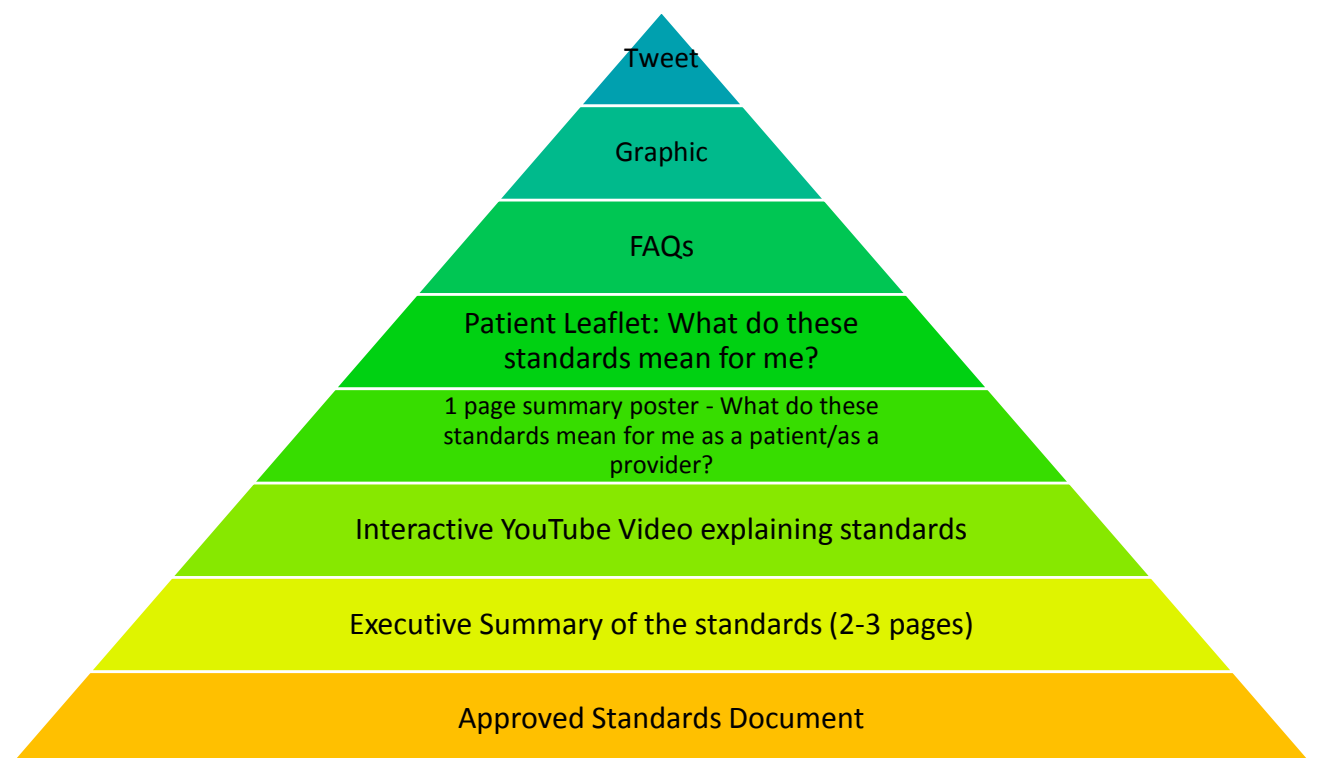 Tweet
Graphic
FAQs
Patient Leaflet: What do these
standards mean for me?
1 page summary poster - What do these
standards mean for me as a patient/as a
provider?
Interactive YouTube Video explaining standards
Executive Summary of the standards (2-3 pages)
Approved Standards Document